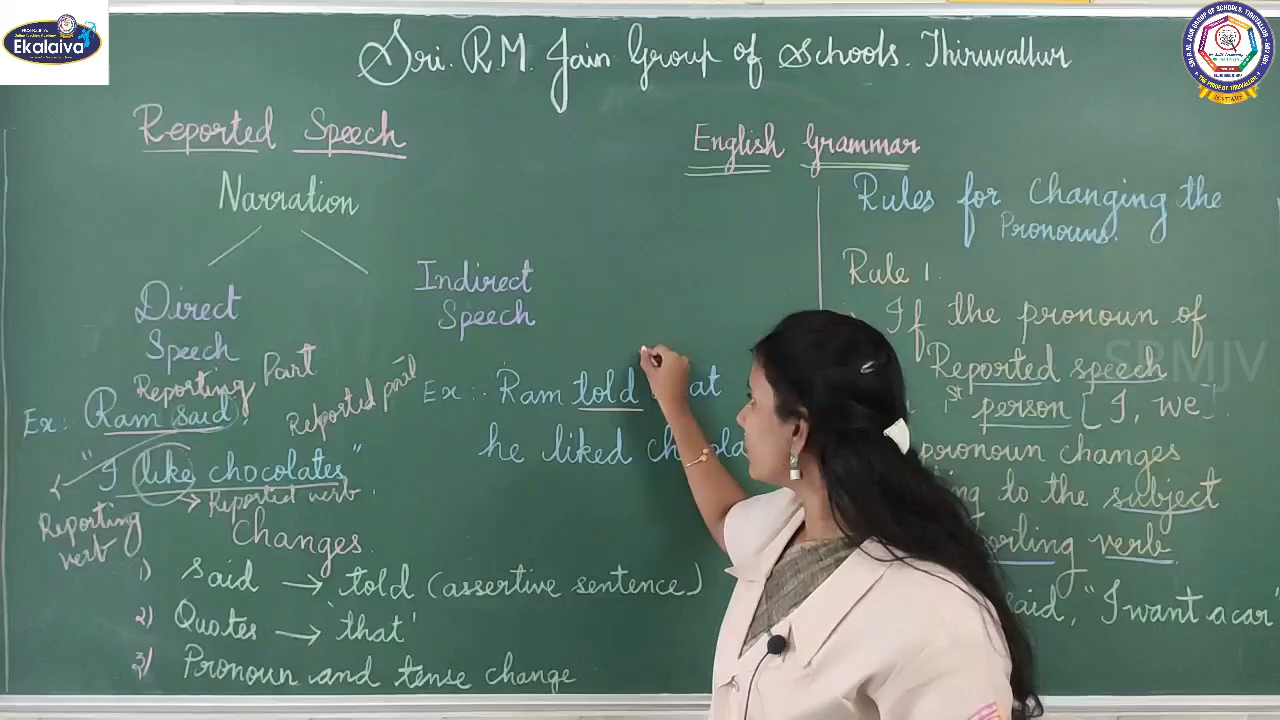 Ekalaiva
Sri. R.M. Jain Group of Schools. Thiruvallur
Reported Speech
Narration
Direct
Speech
Indirect
Speech
Reporting Part
Ex:- Ram said,
Reported part
"I like chocolates"
Reporting
verb
Reported verb.
Ex:- Ram told
he liked
Changes.
1) Said → told (assertive sentence)
2) Quotes → 'that'
3) Pronoun and tense change
English Grammar
Rules for Changing the
Pronouns.
Rule 1.
If the pronoun of
Reported speech
1st person [I, we].
pronoun changes
to the subject
verb.
said, "I want a car"
SRMJV